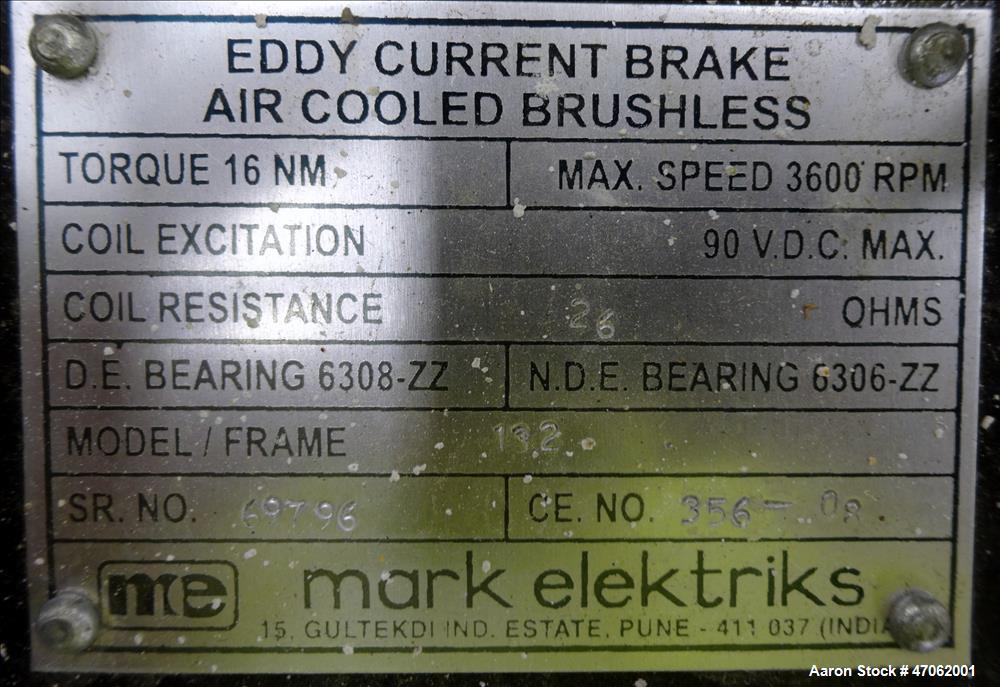 EDDY CURRENT BRAKE
AIR COOLED BRUSHLESS
TORQUE 16 NM
MAX. SPEED 3600 RPM
COIL EXCITATION 90 V.D.C. MAX.
COIL RESISTANCE 26 OHMS
D.E. BEARING 6308-ZZ
N.D.E. BEARING 6306-ZZ
MODEL / FRAME
SR. NO. 69796
CE. NO. 356-08
me mark elektriks
15, GULTEKDI IND. ESTATE, PUNE - 411 037 (INDIA
Aaron Stock # 47062001